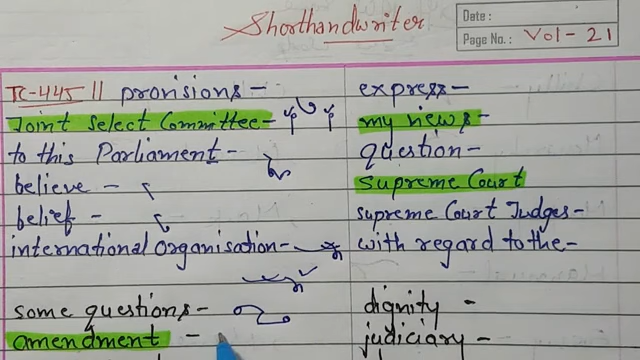 Shorthandwriter
Date :
Page No. : Vol - 21
TC-445 || provisions -
Joint Select Committee -
to this Parliament -
believe -
belief -
international Organisation -
some questions -
amendment -
express -
my views -
question -
Supreme Court
supreme Court Judges -
with regard to the -
dignity -
judiciary -